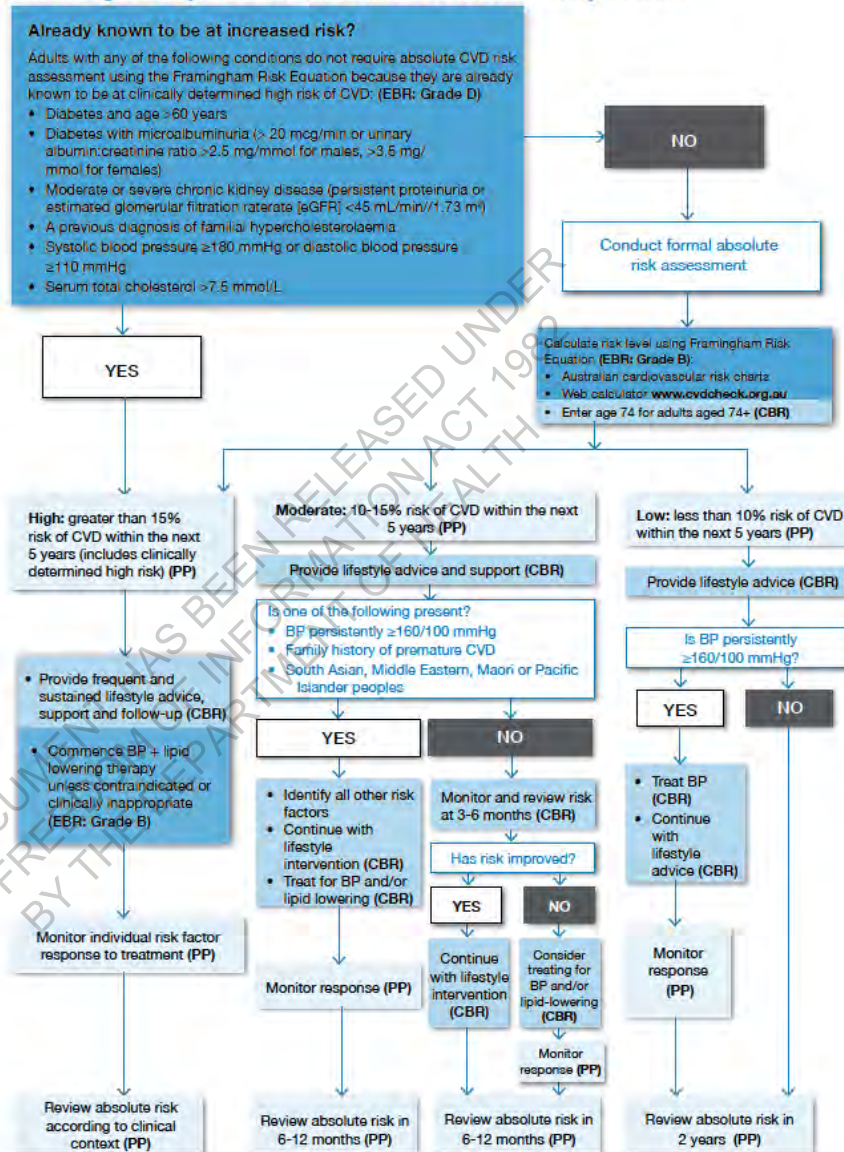 Already known to be at increased risk?
Adults with any of the following conditions do not require absolute CVD risk
assessment using the Framingham Risk Equation because they are already
known to be at clinically determined high risk of CVD: (EBR: Grade D)
• Diabetes and age >60 years
• Diabetes with microalbuminuria (> 20 mcg/min or urinary
albumin:creatinine ratio >2.5 mg/mmol for males, >3.5 mg/
mmol for females)
• Moderate or severe chronic kidney disease (persistent proteinuria or
estimated glomerular filtration raterate [eGFR] <45 mL/min//1.73 m²)
• A previous diagnosis of familial hypercholesterolaemia
• Systolic blood pressure ≥180 mmHg or diastolic blood pressure
≥110 mmHg
• Serum total cholesterol >7.5 mmol/L
NO
Conduct formal absolute
risk assessment
YES
Calculate risk level using Framingham Risk
Equation (EBR: Grade B):
• Australian cardiovascular risk charts
• Web calculator www.cvdcheck.org.au
• Enter age 74 for adults aged 74+ (CBR)
High: greater than 15%
risk of CVD within the next
5 years (includes clinically
determined high risk) (PP)
• Provide frequent and
sustained lifestyle advice,
support and follow-up (CBR)
• Commence BP + lipid
lowering therapy
unless contraindicated or
clinically inappropriate
(EBR: Grade B)
Monitor individual risk factor
response to treatment (PP)
Review absolute risk
according to clinical
context (PP)
Moderate: 10-15% risk of CVD within the next
5 years (PP)
Provide lifestyle advice and support (CBR)
Is one of the following present?
• BP persistently ≥160/100 mmHg
• Family history of premature CVD
• South Asian, Middle Eastern, Maori or Pacific
Islander peoples
YES
• Identify all other risk
factors
• Continue with
lifestyle
intervention (CBR)
• Treat for BP and/or
lipid lowering (CBR)
Monitor response (PP)
Review absolute risk in
6-12 months (PP)
NO
Monitor and review risk
at 3-6 months (CBR)
Has risk improved?
YES
Continue
with lifestyle
intervention
(CBR)
NO
Consider
treating for
BP and/or
lipid-lowering
(CBR)
Monitor
response (PP)
Review absolute risk in
6-12 months (PP)
Low: less than 10% risk of CVD
within the next 5 years (PP)
Provide lifestyle advice (CBR)
Is BP persistently
≥160/100 mmHg?
YES
• Treat BP
(CBR)
• Continue
with
lifestyle
advice (CBR)
Monitor
response
(PP)
NO
Review absolute risk in
2 years (PP)
HAS BEEN RELEASED UNDER
FREEDOM OF INFORMATION ACT 1982
BY THE DEPARTMENT OF HEALTH